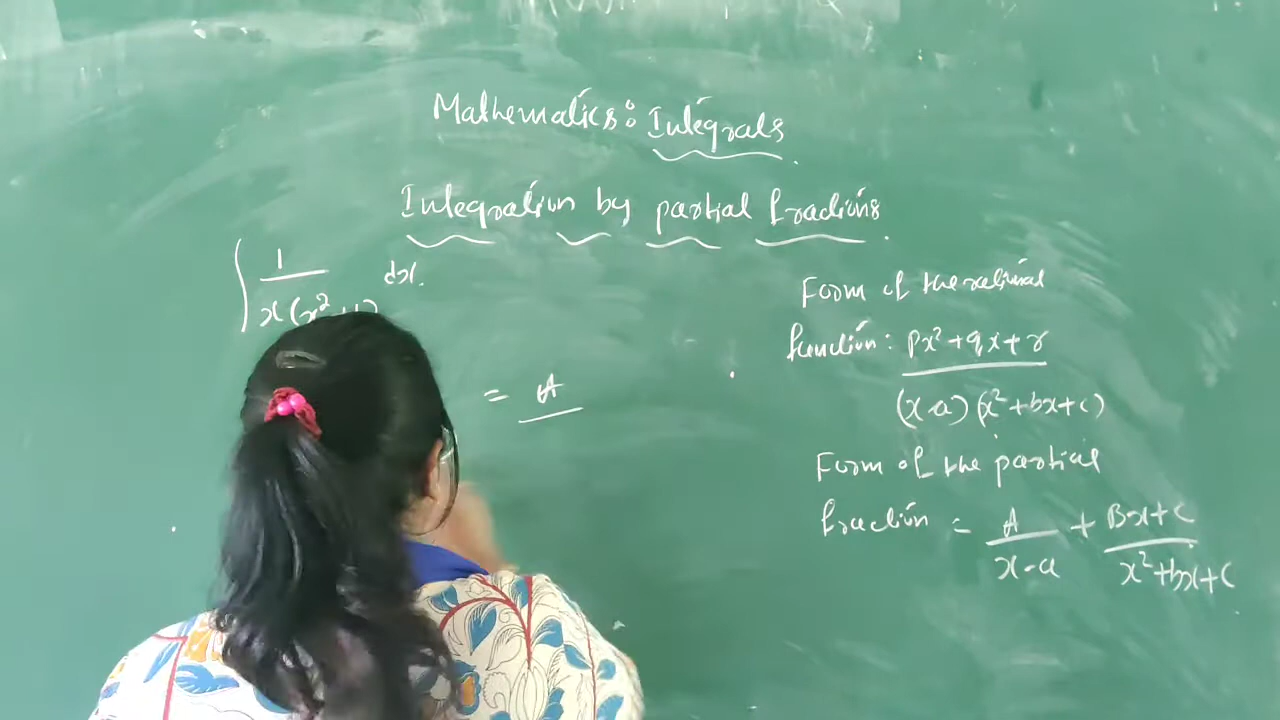 Mathematics: Integrals
Integration by partial fractions
∫ 1 / x(x²+1) dx.
= A
Form of the rational
function: px²+qx+r / (x-a)(x²+bx+c)
Form of the partial
fraction = A / x-a + Bx+C / x²+bx+c